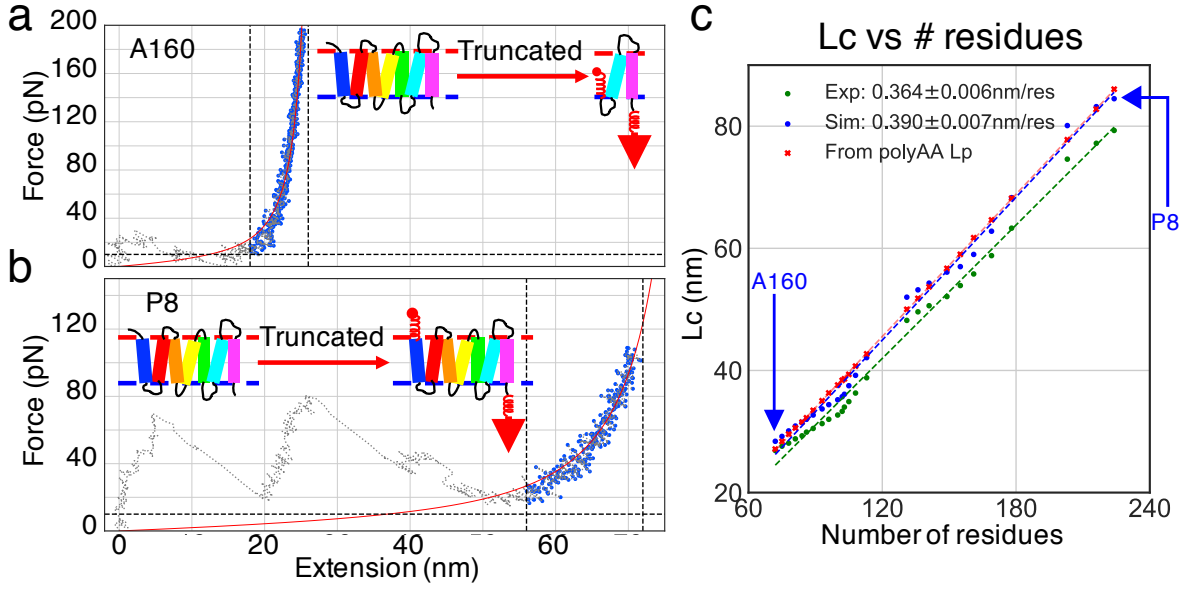 a
A160
Truncated
Force (pN)
200
160
120
80
40
0
b
P8
Truncated
Force (pN)
120
80
40
0
0
20
40
60
Extension (nm)
c
Lc vs # residues
Exp: 0.364±0.006nm/res
Sim: 0.390±0.007nm/res
From polyAA Lp
A160
P8
Lc (nm)
80
60
40
20
60
120
180
240
Number of residues